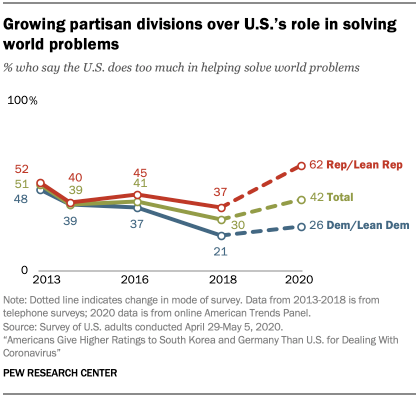 Growing partisan divisions over U.S.'s role in solving
world problems
% who say the U.S. does too much in helping solve world problems
100%
52
51
48
40
39
39
45
41
37
37
30
21
62 Rep/Lean Rep
42 Total
26 Dem/Lean Dem
0
2013
2016
2018
2020
Note: Dotted line indicates change in mode of survey. Data from 2013-2018 is from
telephone surveys; 2020 data is from online American Trends Panel.
Source: Survey of U.S. adults conducted April 29-May 5, 2020.
"Americans Give Higher Ratings to South Korea and Germany Than U.S. for Dealing With
Coronavirus"
PEW RESEARCH CENTER